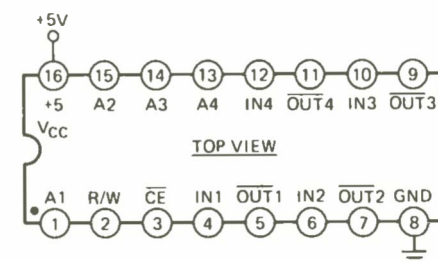 +5V
16 15 14 13 12 11 10 9
+5 A2 A3 A4 IN4 OUT4 IN3 OUT3
VCC
TOP VIEW
A1 R/W CE IN1 OUT1 IN2 OUT2 GND
1 2 3 4 5 6 7 8